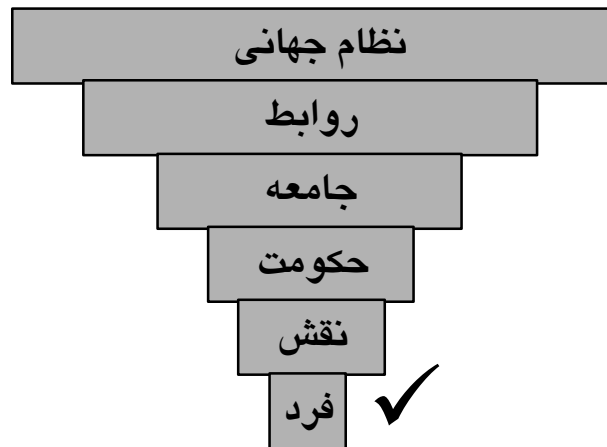 نظام جهانی
روابط
جامعه
حکومت
نقش
فرد